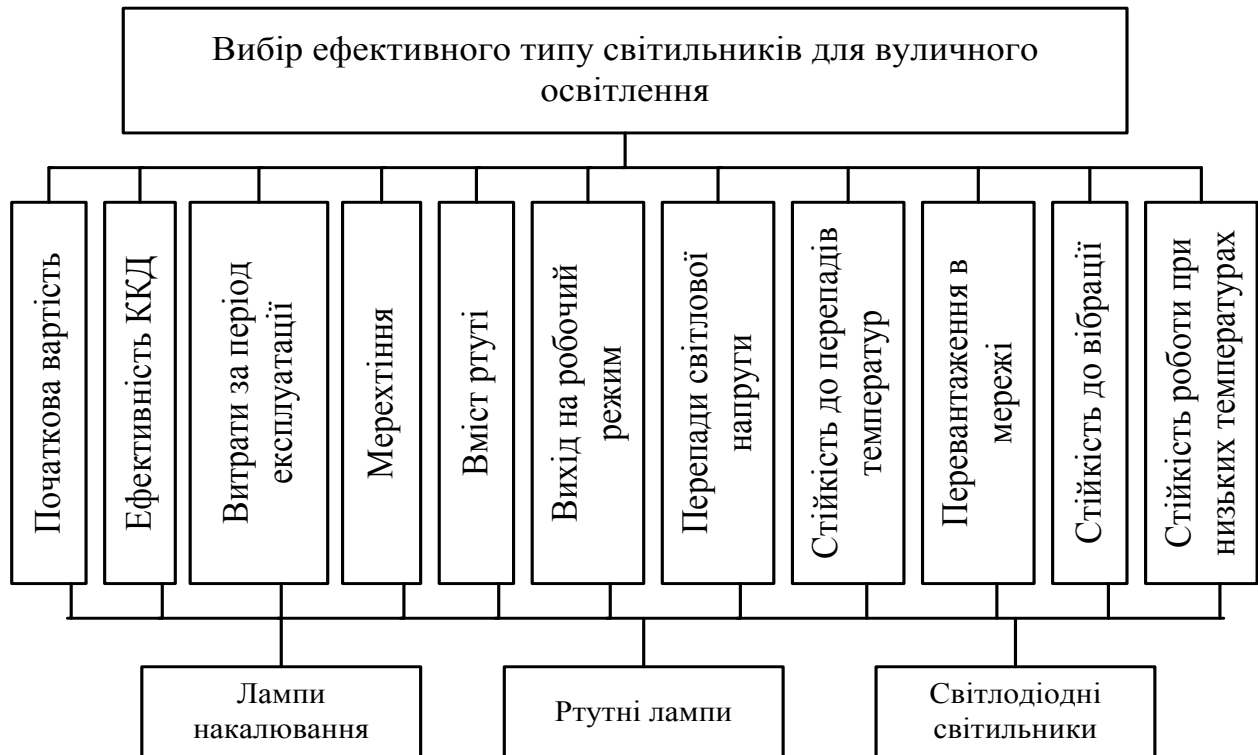 Вибір ефективного типу світильників для вуличного
освітлення
Початкова вартість
Ефективність ККД
Витрати за період
експлуатації
Мерехтіння
Вміст ртуті
Вихід на робочий
режим
Перепади світлової
напруги
Стійкість до перепадів
температур
Перевантаження в
мережі
Стійкість до вібрації
Стійкість роботи при
низьких температурах
Лампи
накалювання
Ртутні лампи
Світлодіодні
світильники